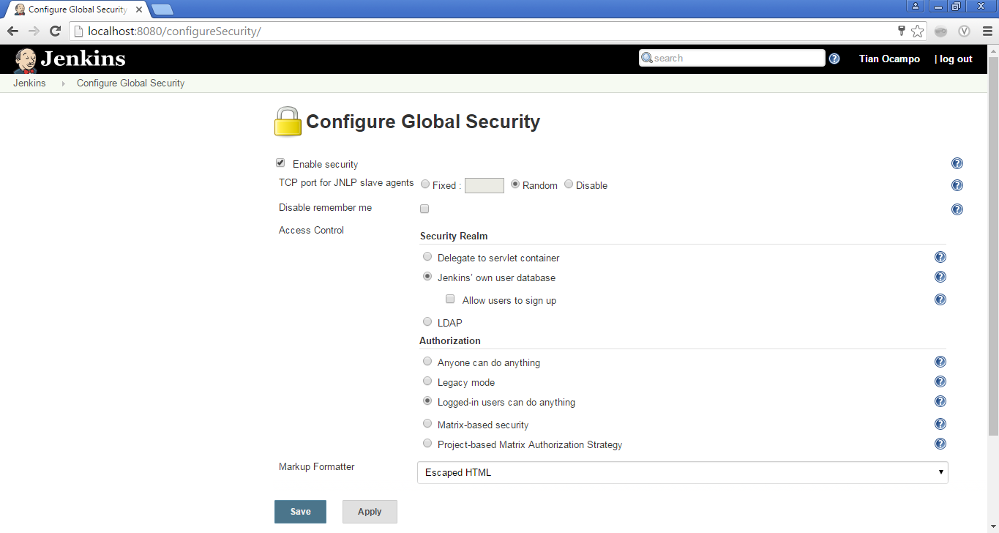 Configure Global Security
localhost:8080/configureSecurity/
Jenkins
search
Tian Ocampo
| log out
Jenkins
Configure Global Security
Configure Global Security
Enable security
TCP port for JNLP slave agents
Fixed :
Random
Disable
Disable remember me
Access Control
Security Realm
Delegate to servlet container
Jenkins' own user database
Allow users to sign up
LDAP
Authorization
Anyone can do anything
Legacy mode
Logged-in users can do anything
Matrix-based security
Project-based Matrix Authorization Strategy
Markup Formatter
Escaped HTML
Save
Apply